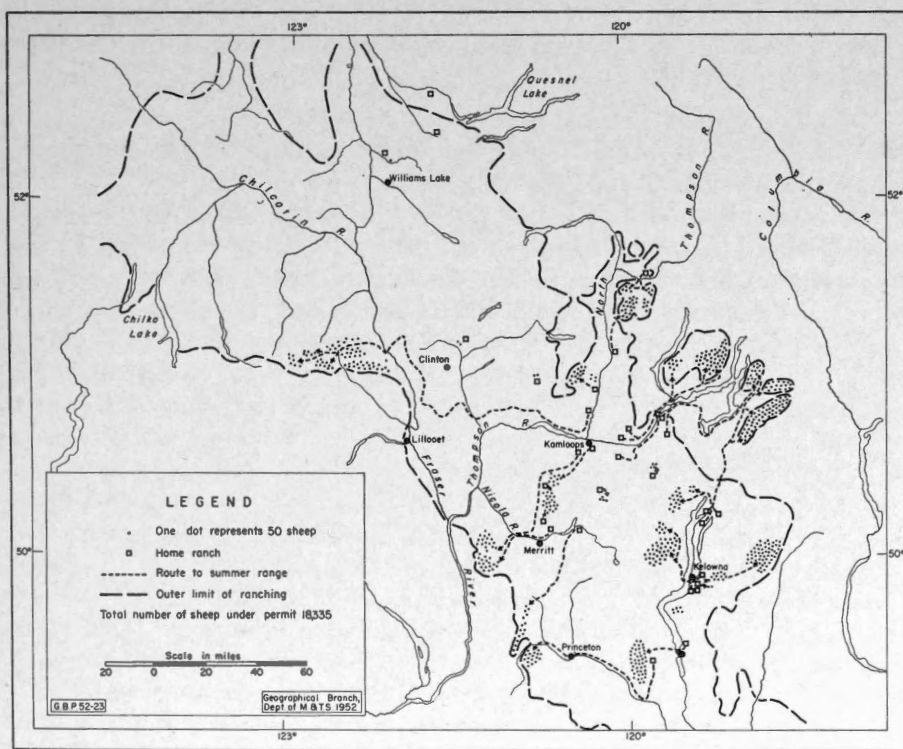 123°
120°
Quesnel
Lake
52°
52°
Williams Lake
Chilcotin R.
North Thompson R
Columbia R
Chilko
Lake
Clinton
Lillooet
Thompson R
Kamloops
Fraser River
Nicola R.
Merritt
50°
50°
Kelowna
Princeton
LEGEND
One dot represents 50 sheep
Home ranch
Route to summer range
Outer limit of ranching
Total number of sheep under permit 18,335
Scale in miles
20 0 20 40 60
G.B.P 52-23
Geographical Branch,
Dept of M.& T.S. 1952
123°
120°